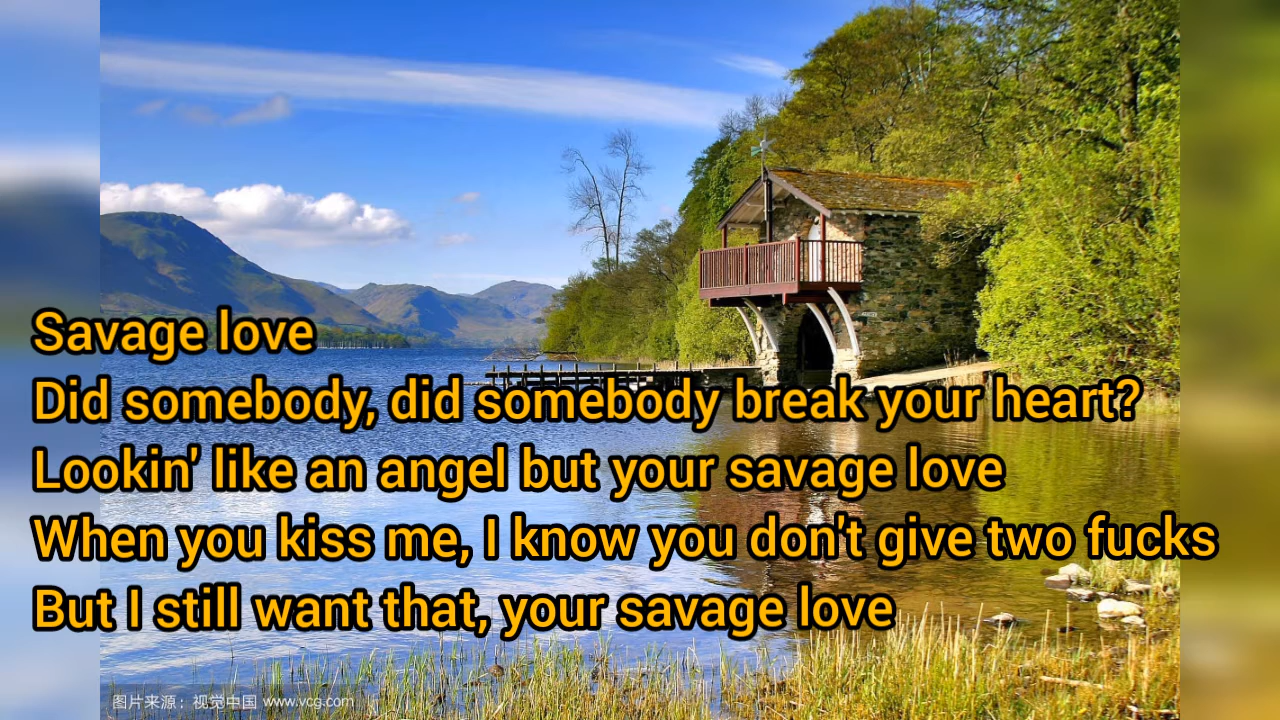 Savage love
Did somebody, did somebody break your heart?
Lookin' like an angel but your savage love
When you kiss me, I know you don't give two fucks
But I still want that, your savage love
图片来源：视觉中国 www.vcg.com